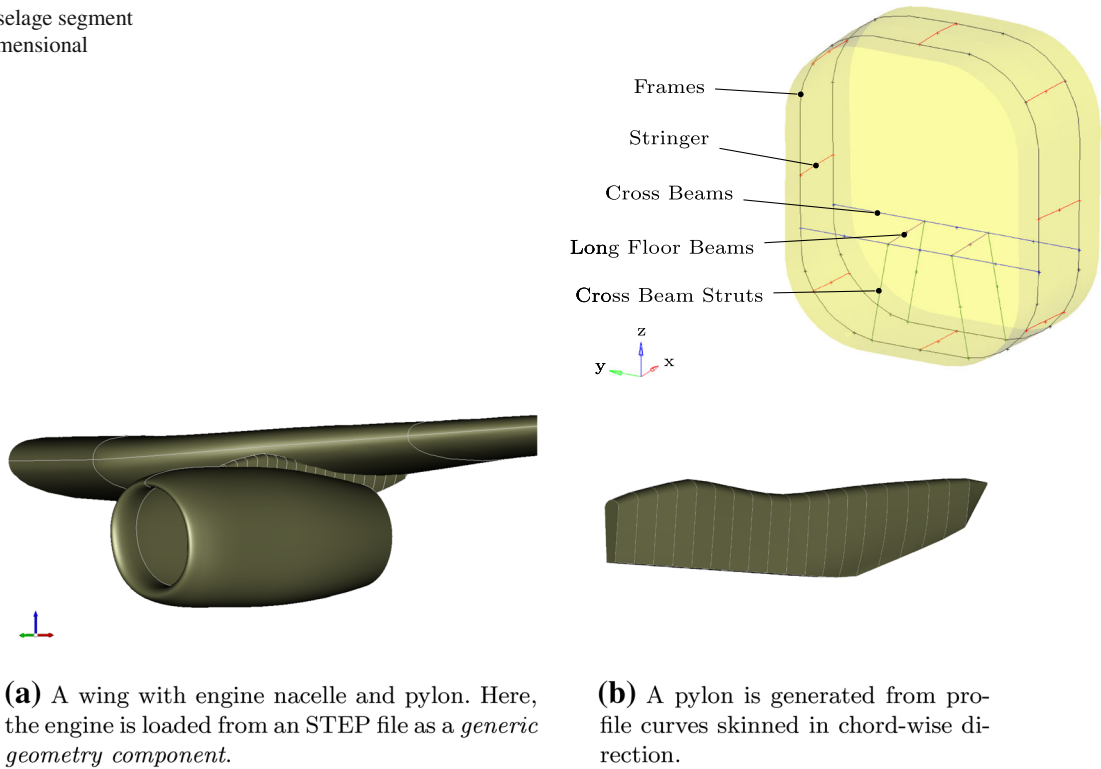 selage segment
mensional
Frames
Stringer
Cross Beams
Long Floor Beams
Cross Beam Struts
z
y
x
(a) A wing with engine nacelle and pylon. Here,
the engine is loaded from an STEP file as a generic
geometry component.
(b) A pylon is generated from pro-
file curves skinned in chord-wise di-
rection.